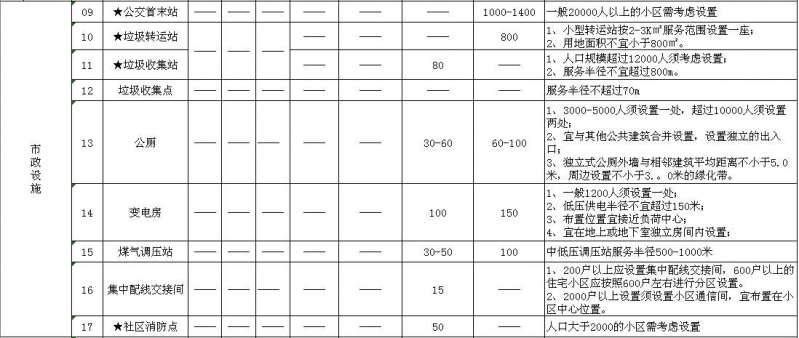 市政设施
09 ★公交首末站 —— —— —— —— —— —— 1000-1400 一般20000人以上的小区需考虑设置
10 ★垃圾转运站 —— —— —— —— —— —— 800 1、小型转运站按2-3K㎡服务范围设置一座；
2、用地面积不宜小于800㎡。
11 ★垃圾收集站 —— —— 80 —— 1、人口规模超过12000人须考虑设置；
2、服务半径不宜超过800m。
12 垃圾收集点 —— —— —— —— —— —— —— 服务半径不超过70m
13 公厕 —— —— —— —— —— 30-60 60-100 1、3000-5000人须设置一处，超过10000人须设置
两处；
2、宜与其他公共建筑合并设置，设置独立的出入
口；
3、独立式公厕外墙与相邻建筑平均距离不小于5.0
米，周边设置不小于3.。0米的绿化带。
14 变电房 —— —— —— —— —— 100 150 1、一般1200人须设置一处；
2、低压供电半径不宜超过150米；
3、布置位置宜接近负荷中心；
4、宜在地上或地下室独立房间内设置；
15 煤气调压站 —— —— —— —— —— 30-50 100 中低压调压站服务半径500-1000米
16 集中配线交接间 —— —— —— —— —— 15 —— 1、200户以上应设置集中配线交接间，600户以上的
住宅小区应按照600户左右进行分区设置。
2、2000户以上设置须设置小区通信间，宜布置在小
区中心位置。
17 ★社区消防点 —— —— —— —— —— 50 —— 人口大于2000的小区需考虑设置